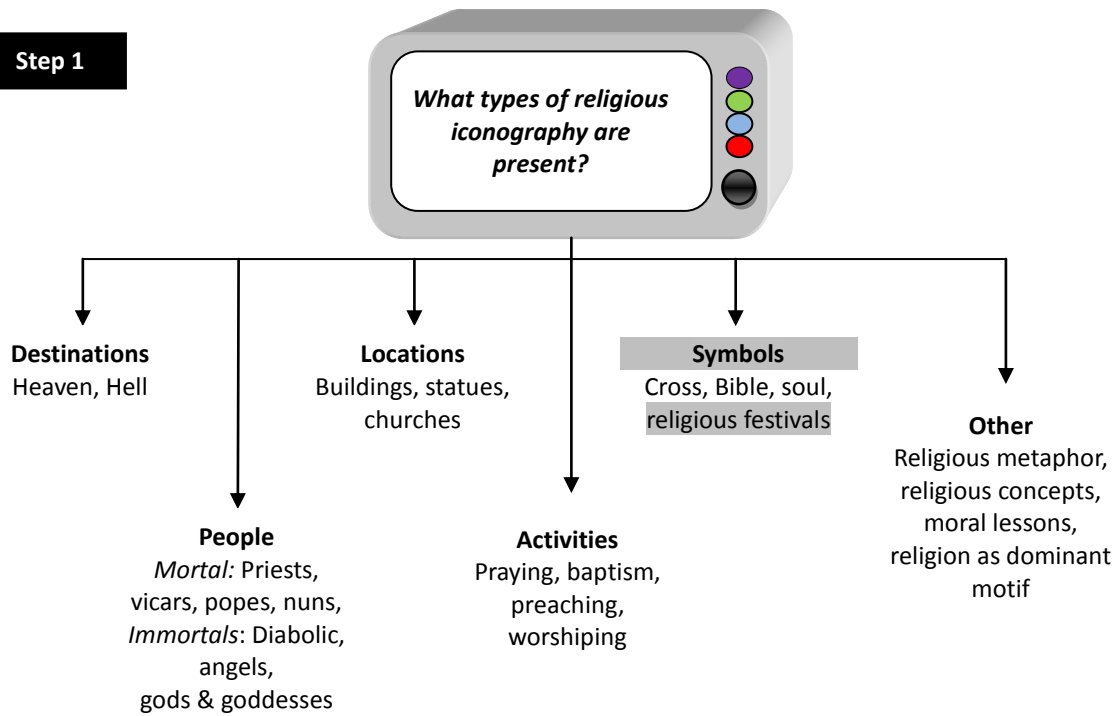 Step 1
What types of religious
iconography are
present?
Destinations
Heaven, Hell
Locations
Buildings, statues,
churches
Symbols
Cross, Bible, soul,
religious festivals
Other
Religious metaphor,
religious concepts,
moral lessons,
religion as dominant
motif
People
Mortal: Priests,
vicars, popes, nuns,
Immortals: Diabolic,
angels,
gods & goddesses
Activities
Praying, baptism,
preaching,
worshiping